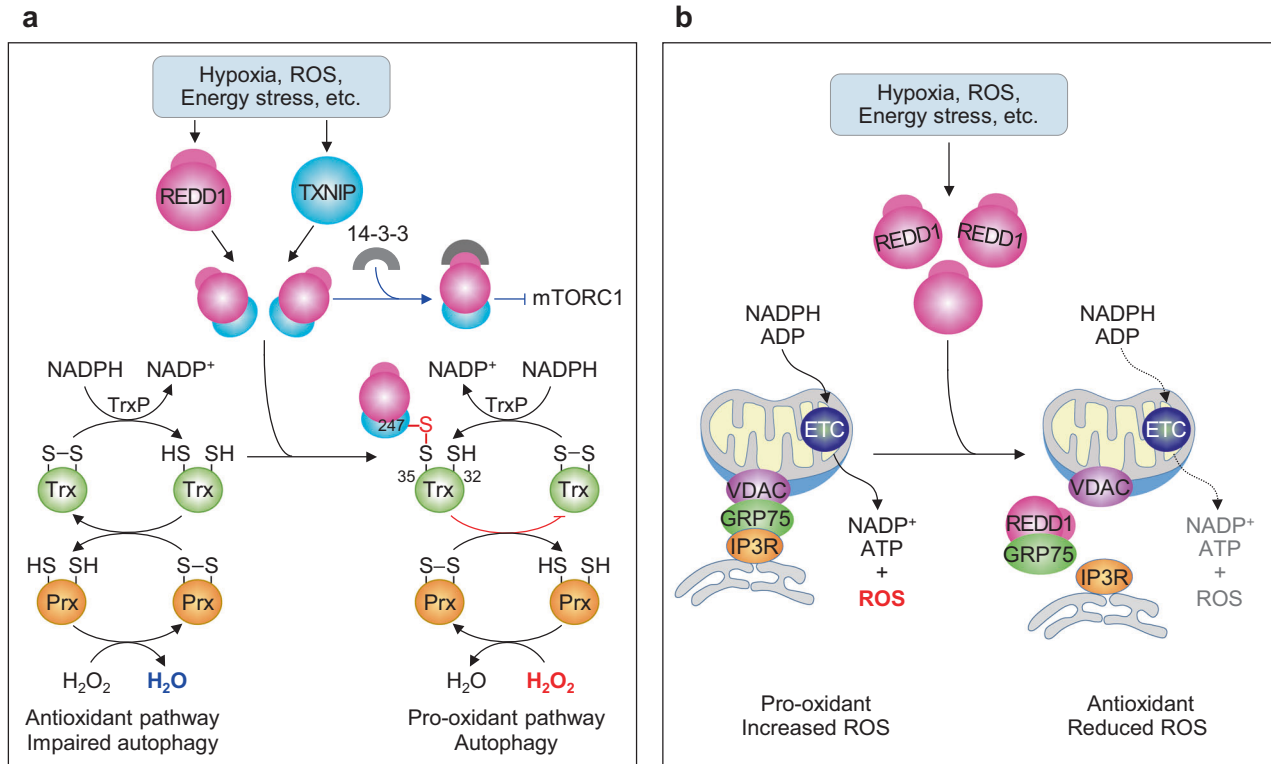 a
Hypoxia, ROS,
Energy stress, etc.
REDD1
TXNIP
14-3-3
mTORC1
NADPH
NADP⁺
TrxP
S–S
HS SH
Trx
Trx
HS SH
S–S
Prx
Prx
H₂O₂
H₂O
Antioxidant pathway
Impaired autophagy
NADP⁺
NADPH
TrxP
247
S
S
SH
S–S
35
Trx
32
Trx
S–S
HS SH
Prx
Prx
H₂O
H₂O₂
Pro-oxidant pathway
Autophagy
b
Hypoxia, ROS,
Energy stress, etc.
REDD1
REDD1
NADPH
ADP
ETC
VDAC
GRP75
IP3R
NADP⁺
ATP
+
ROS
Pro-oxidant
Increased ROS
NADPH
ADP
ETC
VDAC
REDD1
GRP75
IP3R
NADP⁺
ATP
+
ROS
Antioxidant
Reduced ROS